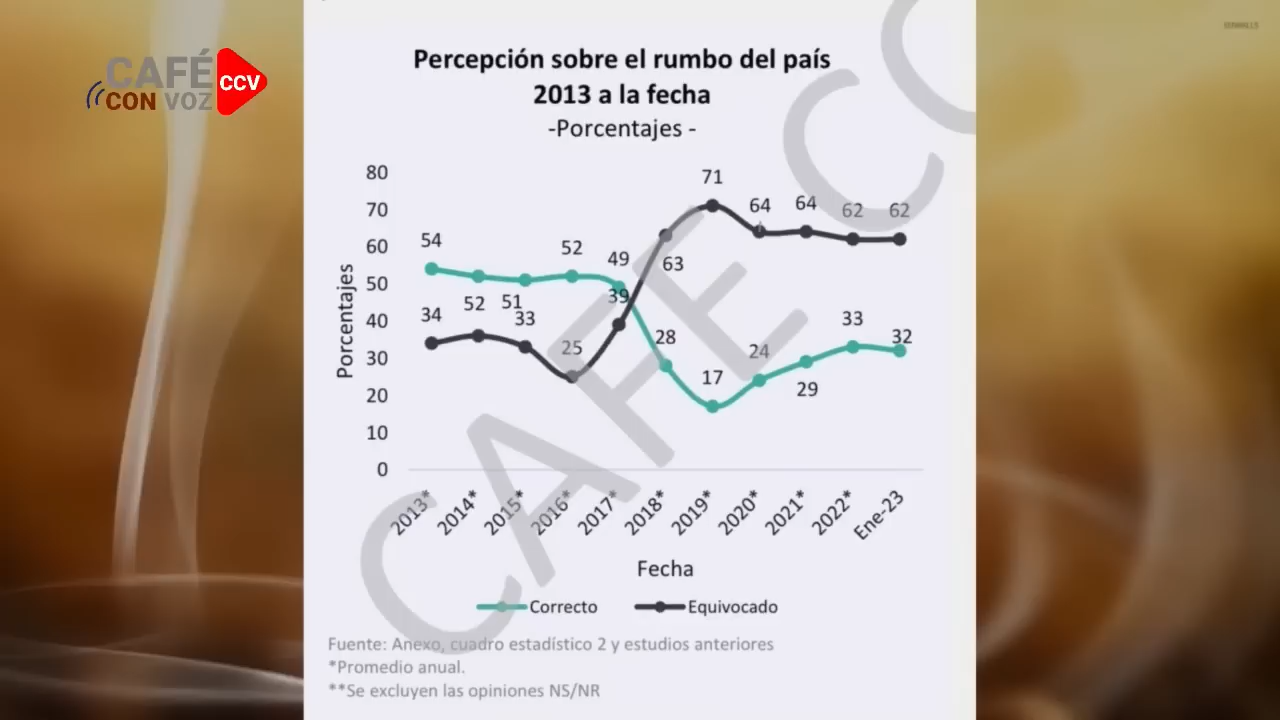 CAFÉ
CON VOZ
CCV
Percepción sobre el rumbo del país
2013 a la fecha
-Porcentajes -
80
70
60
50
40
30
20
10
0
Porcentajes
54
52
51
52
49
28
17
24
29
33
32
34
33
25
39
63
71
64
64
62
62
2013*
2014*
2015*
2016*
2017*
2018*
2019*
2020*
2021*
2022*
Ene-23
Fecha
Correcto
Equivocado
Fuente: Anexo, cuadro estadístico 2 y estudios anteriores
*Promedio anual.
**Se excluyen las opiniones NS/NR
CAFE CO